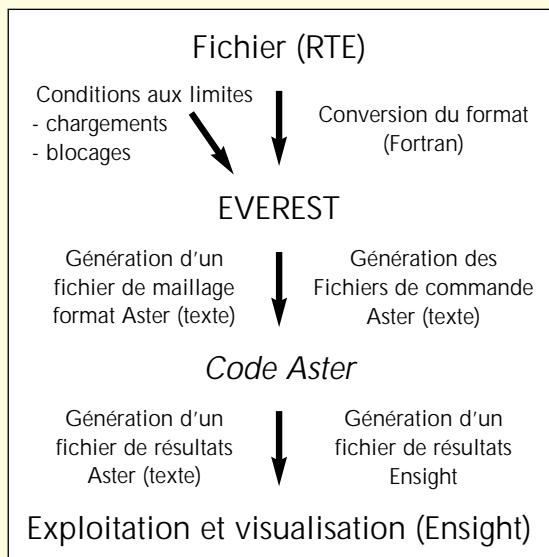 Fichier (RTE)
Conditions aux limites
- chargements
- blocages
Conversion du format
(Fortran)
EVEREST
Génération d'un
fichier de maillage
format Aster (texte)
Génération des
Fichiers de commande
Aster (texte)
Code Aster
Génération d'un
fichier de résultats
Aster (texte)
Génération d'un
fichier de résultats
Ensight
Exploitation et visualisation (Ensight)